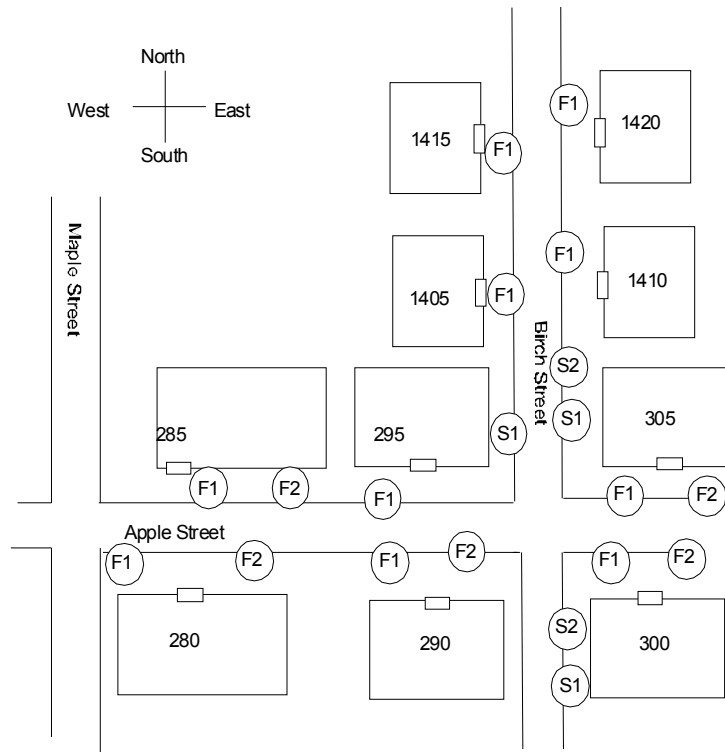 North
West East
South
F1
1420
1415
F1
Maple Street
F1
1410
1405
F1
Birch Street
S2
S1
305
285
295
S1
F1
F2
F1
F1
F2
Apple Street
F1
F2
F1
F2
F1
F2
280
290
S2
300
S1